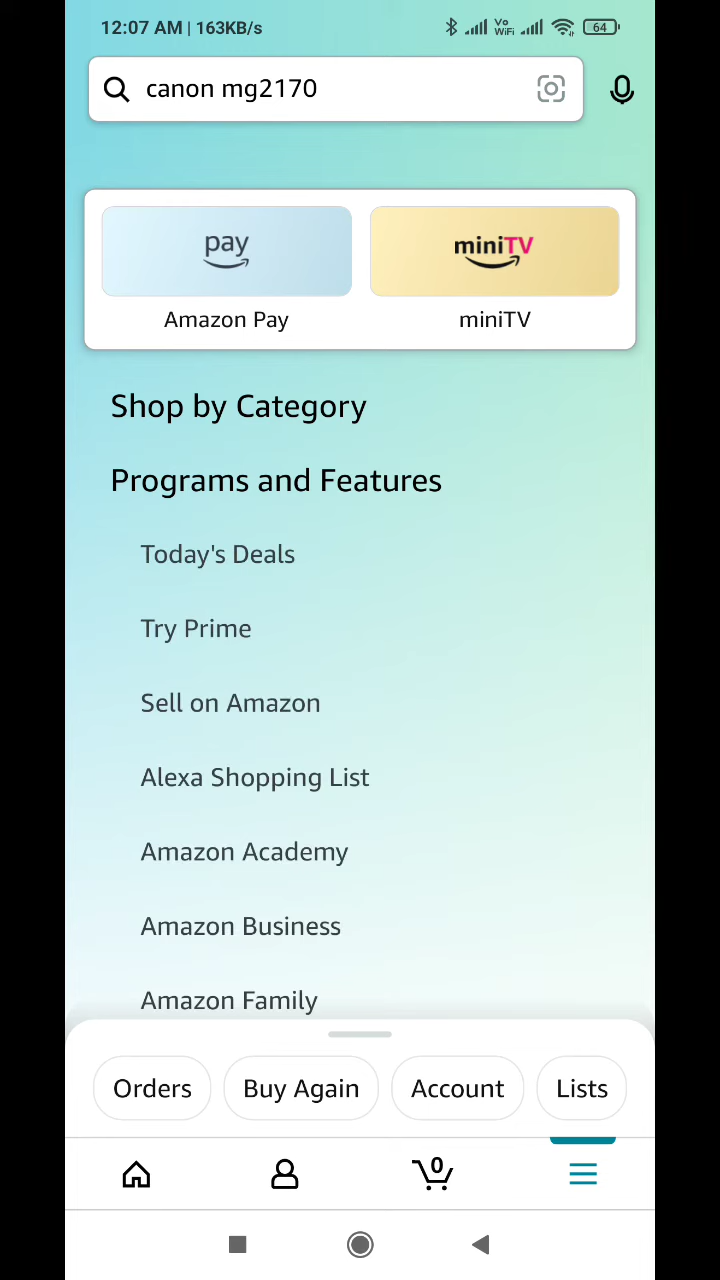 12:07 AM | 163KB/s Vo WiFi 64
canon mg2170
pay miniTV
Amazon Pay miniTV
Shop by Category
Programs and Features
Today's Deals
Try Prime
Sell on Amazon
Alexa Shopping List
Amazon Academy
Amazon Business
Amazon Family
Orders Buy Again Account Lists
0